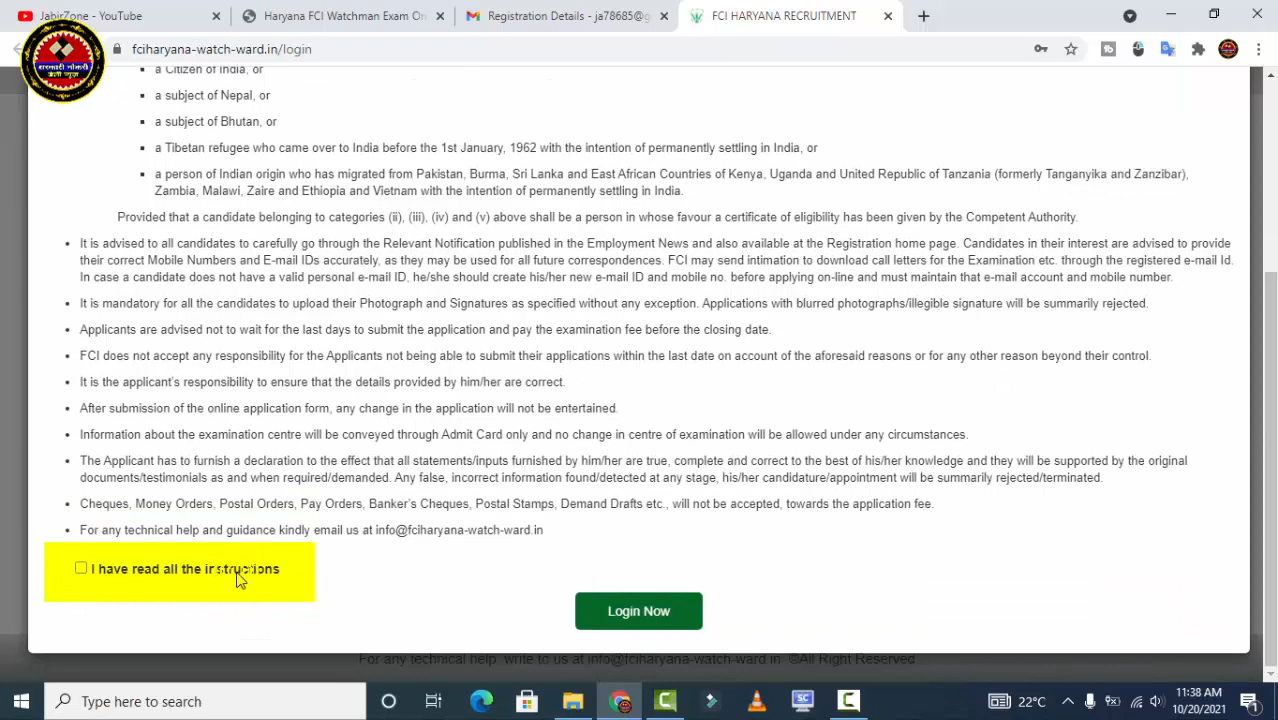 JabirZone - YouTube
Haryana FCI Watchman Exam On
Registration Details - ja78685@g
FCI HARYANA RECRUITMENT
fciharyana-watch-ward.in/login
सरकारी नोकरी
a Citizen of India, or
a subject of Nepal, or
a subject of Bhutan, or
a Tibetan refugee who came over to India before the 1st January, 1962 with the intention of permanently settling in India, or
a person of Indian origin who has migrated from Pakistan, Burma, Sri Lanka and East African Countries of Kenya, Uganda and United Republic of Tanzania (formerly Tanganyika and Zanzibar),
Zambia, Malawi, Zaire and Ethiopia and Vietnam with the intention of permanently settling in India.
Provided that a candidate belonging to categories (ii), (iii), (iv) and (v) above shall be a person in whose favour a certificate of eligibility has been given by the Competent Authority.
It is advised to all candidates to carefully go through the Relevant Notification published in the Employment News and also available at the Registration home page. Candidates in their interest are advised to provide
their correct Mobile Numbers and E-mail IDs accurately, as they may be used for all future correspondences. FCI may send intimation to download call letters for the Examination etc. through the registered e-mail Id.
In case a candidate does not have a valid personal e-mail ID, he/she should create his/her new e-mail ID and mobile no. before applying on-line and must maintain that e-mail account and mobile number.
It is mandatory for all the candidates to upload their Photograph and Signatures as specified without any exception. Applications with blurred photographs/illegible signature will be summarily rejected.
Applicants are advised not to wait for the last days to submit the application and pay the examination fee before the closing date.
FCI does not accept any responsibility for the Applicants not being able to submit their applications within the last date on account of the aforesaid reasons or for any other reason beyond their control.
It is the applicant's responsibility to ensure that the details provided by him/her are correct.
After submission of the online application form, any change in the application will not be entertained.
Information about the examination centre will be conveyed through Admit Card only and no change in centre of examination will be allowed under any circumstances.
The Applicant has to furnish a declaration to the effect that all statements/inputs furnished by him/her are true, complete and correct to the best of his/her knowledge and they will be supported by the original
documents/testimonials as and when required/demanded. Any false, incorrect information found/detected at any stage, his/her candidature/appointment will be summarily rejected/terminated.
Cheques, Money Orders, Postal Orders, Pay Orders, Banker's Cheques, Postal Stamps, Demand Drafts etc., will not be accepted, towards the application fee.
For any technical help and guidance kindly email us at info@fciharyana-watch-ward.in
I have read all the instructions
Login Now
For any technical help, write to us at info@fciharyana-watch-ward.in. ©All Right Reserved
Type here to search
22°C
11:38 AM
10/20/2021